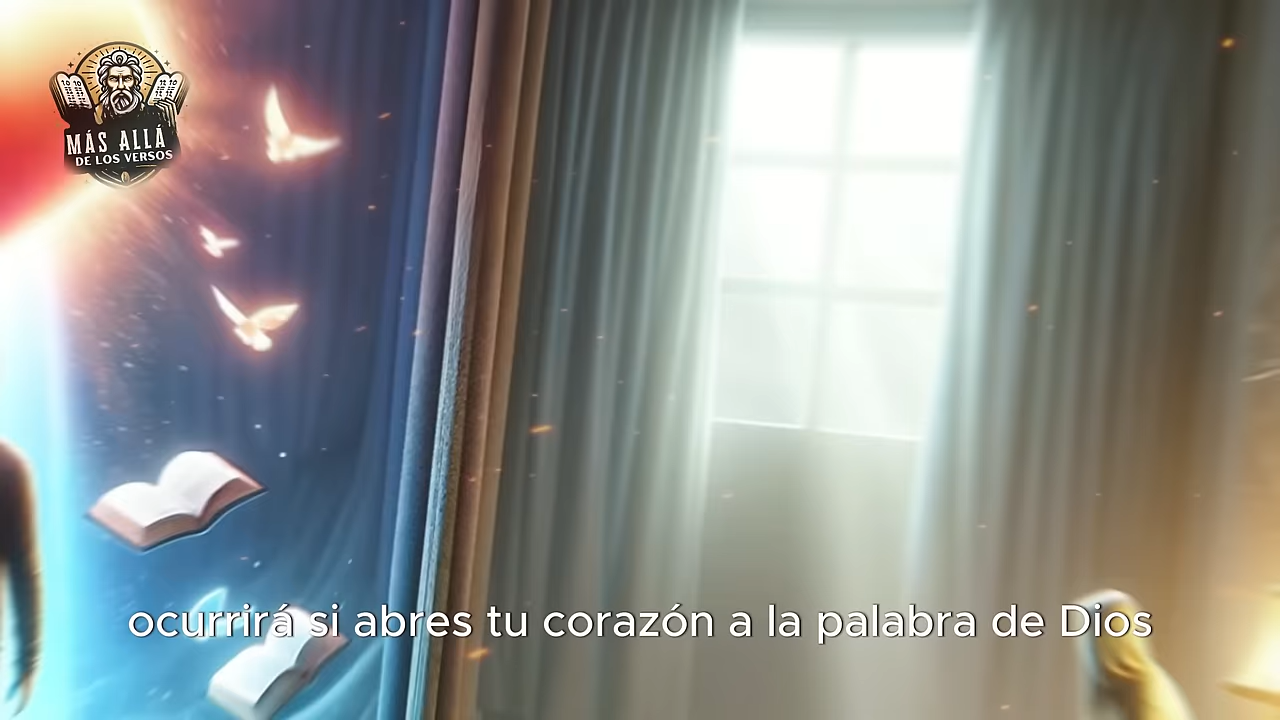 MÁS ALLÁ
DE LOS VERSOS
ocurrirá si abres tu corazón a la palabra de Dios